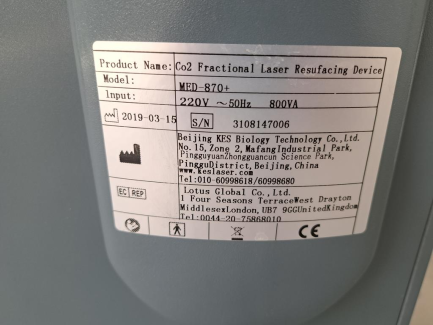 Product Name: Co2 Fractional Laser Resufacing Device
Model: MED-870+
Input: 220V ~50Hz 800VA
2019-03-15 S/N 3108147006
Beijing KES Biology Technology Co.,Ltd.
No.15, Zone 2, MafangIndustrial Park,
PingguyuanZhongguancun Science Park,
PingguDistrict, Beijing, China
www.keslaser.com
Tel:010-60998618/60998680
EC REP Lotus Global Co.,Ltd.
1 Four Seasons TerraceWest Drayton
MiddlesexLondon, UB7 9GGUnitedKingdom
Tel:0044-20-75868010
CE